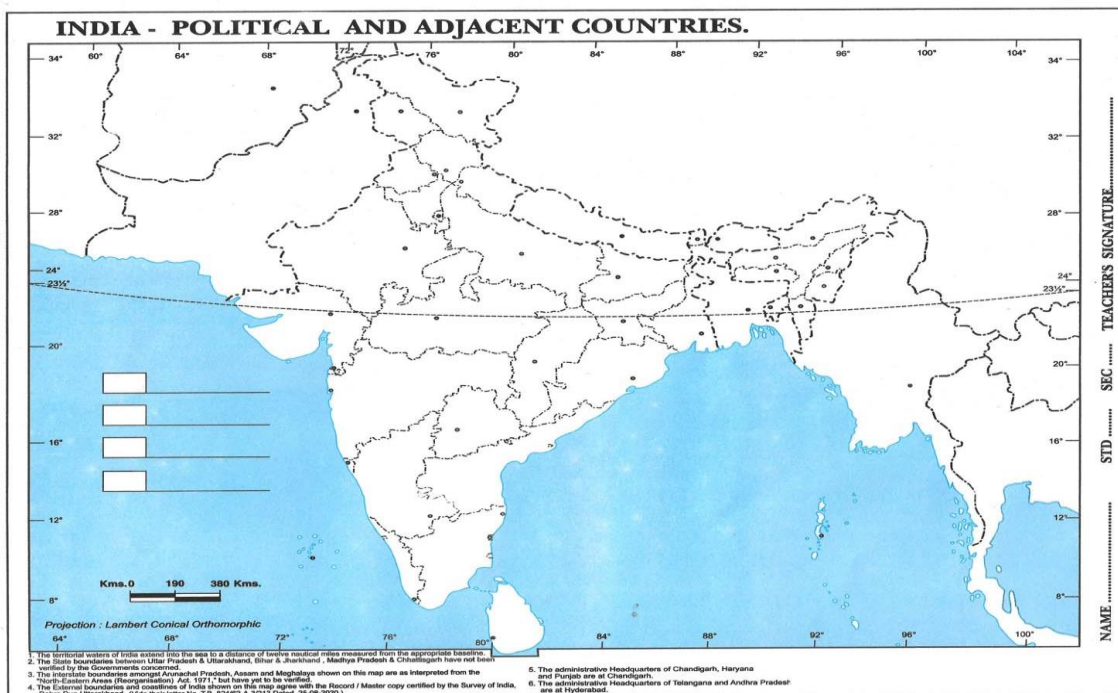 INDIA - POLITICAL AND ADJACENT COUNTRIES.
60° 64° 72° 76° 80° 84° 88° 92° 96° 100° 104°
34° 34°
32° 32°
28° 28°
24° 24°
23½° 23½°
20° 20°
16° 16°
12° 12°
8° 8°
Kms. 0 190 380 Kms.
Projection : Lambert Conical Orthomorphic
64° 68° 72° 76° 80° 84° 88° 92° 96° 100°
1. The territorial waters of India extend into the sea to a distance of twelve nautical miles measured from the appropriate baseline.
2. The State boundaries between Uttar Pradesh & Uttarakhand, Bihar & Jharkhand , Madhya Pradesh & Chhattisgarh have not been
verified by the Governments concerned.
3. The interstate boundaries amongst Arunachal Pradesh, Assam and Meghalaya shown on this map are as interpreted from the
"North-Eastern Areas (Reorganisation) Act. 1971," but have yet to be verified.
4. The External boundaries and coastlines of India shown on this map agree with the Record / Master copy certified by the Survey of India,
5. The administrative Headquarters of Chandigarh, Haryana
and Punjab are at Chandigarh.
6. The administrative Headquarters of Telangana and Andhra Pradesh
are at Hyderabad.
NAME ........ STD ........ SEC ...... TEACHER'S SIGNATURE........